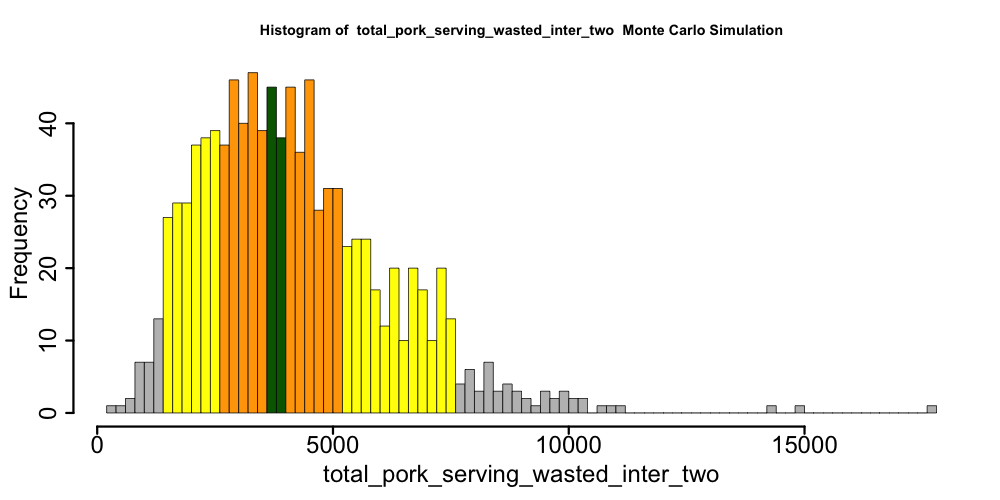 Histogram of  total_pork_serving_wasted_inter_two  Monte Carlo Simulation
Frequency
40
30
20
10
0
0 5000 10000 15000
total_pork_serving_wasted_inter_two